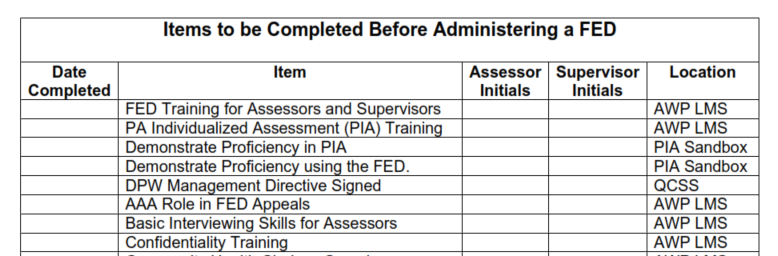 Items to be Completed Before Administering a FED
Date Completed Item Assessor Initials Supervisor Initials Location
FED Training for Assessors and Supervisors AWP LMS
PA Individualized Assessment (PIA) Training AWP LMS
Demonstrate Proficiency in PIA PIA Sandbox
Demonstrate Proficiency using the FED. PIA Sandbox
DPW Management Directive Signed QCSS
AAA Role in FED Appeals AWP LMS
Basic Interviewing Skills for Assessors AWP LMS
Confidentiality Training AWP LMS